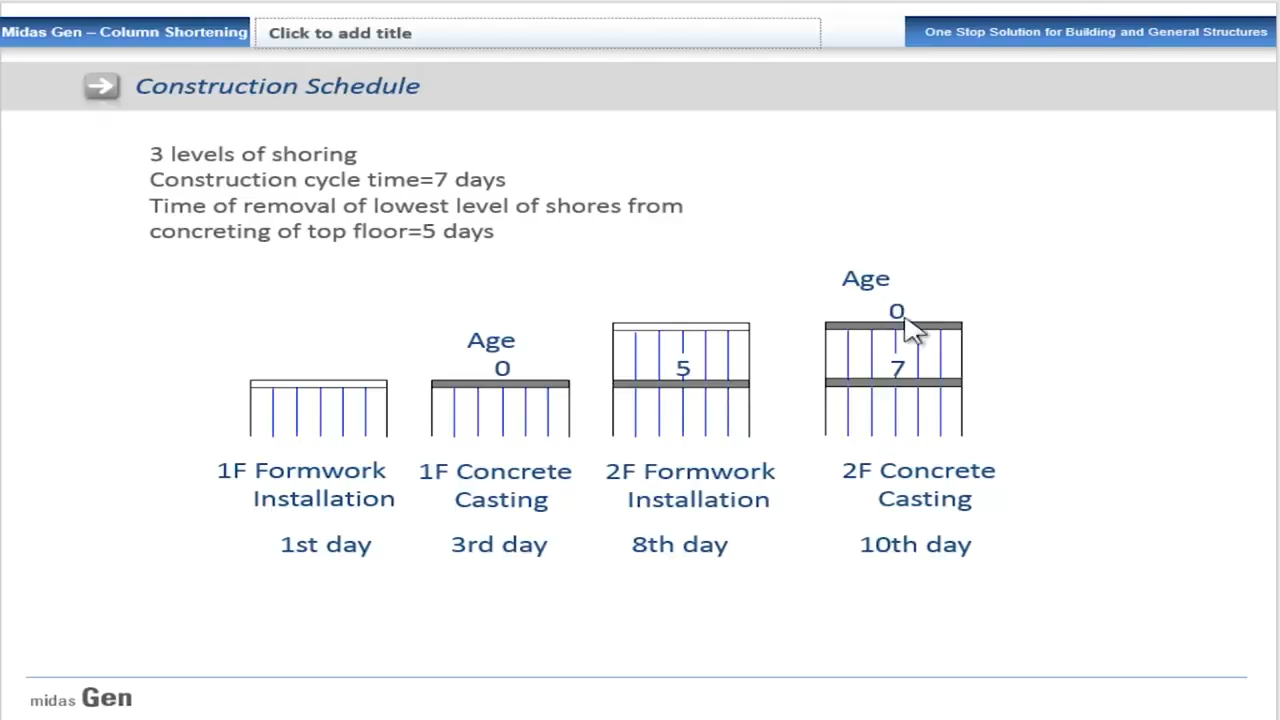 Midas Gen – Column Shortening
Click to add title
One Stop Solution for Building and General Structures
Construction Schedule
3 levels of shoring
Construction cycle time=7 days
Time of removal of lowest level of shores from
concreting of top floor=5 days
Age
0
Age
0
5
7
1F Formwork
Installation
1F Concrete
Casting
2F Formwork
Installation
2F Concrete
Casting
1st day
3rd day
8th day
10th day
midas Gen